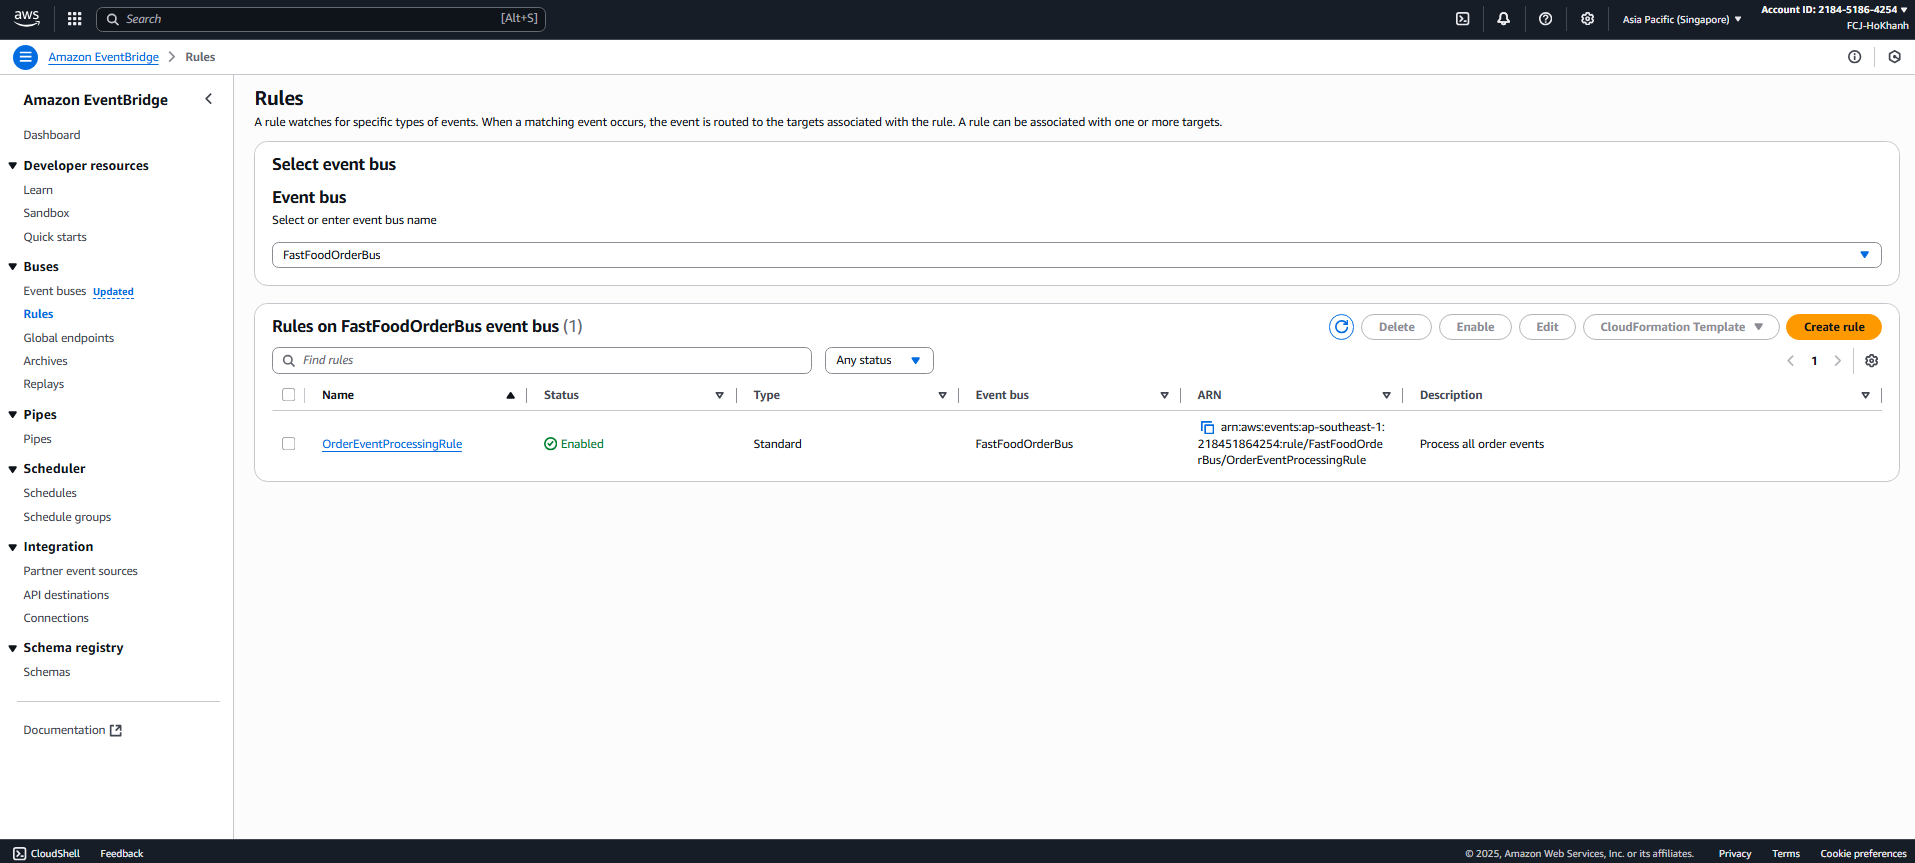 aws
Search
[Alt+S]
Asia Pacific (Singapore)
Account ID: 2184-5186-4254
FCJ-HoKhanh
Amazon EventBridge
Rules
Amazon EventBridge
Dashboard
Developer resources
Learn
Sandbox
Quick starts
Buses
Event buses Updated
Rules
Global endpoints
Archives
Replays
Pipes
Pipes
Scheduler
Schedules
Schedule groups
Integration
Partner event sources
API destinations
Connections
Schema registry
Schemas
Documentation
Rules
A rule watches for specific types of events. When a matching event occurs, the event is routed to the targets associated with the rule. A rule can be associated with one or more targets.
Select event bus
Event bus
Select or enter event bus name
FastFoodOrderBus
Rules on FastFoodOrderBus event bus (1)
Delete
Enable
Edit
CloudFormation Template
Create rule
Find rules
Any status
1
Name
Status
Type
Event bus
ARN
Description
OrderEventProcessingRule
Enabled
Standard
FastFoodOrderBus
arn:aws:events:ap-southeast-1:
218451864254:rule/FastFoodOrde
rBus/OrderEventProcessingRule
Process all order events
CloudShell
Feedback
© 2025, Amazon Web Services, Inc. or its affiliates.
Privacy
Terms
Cookie preferences